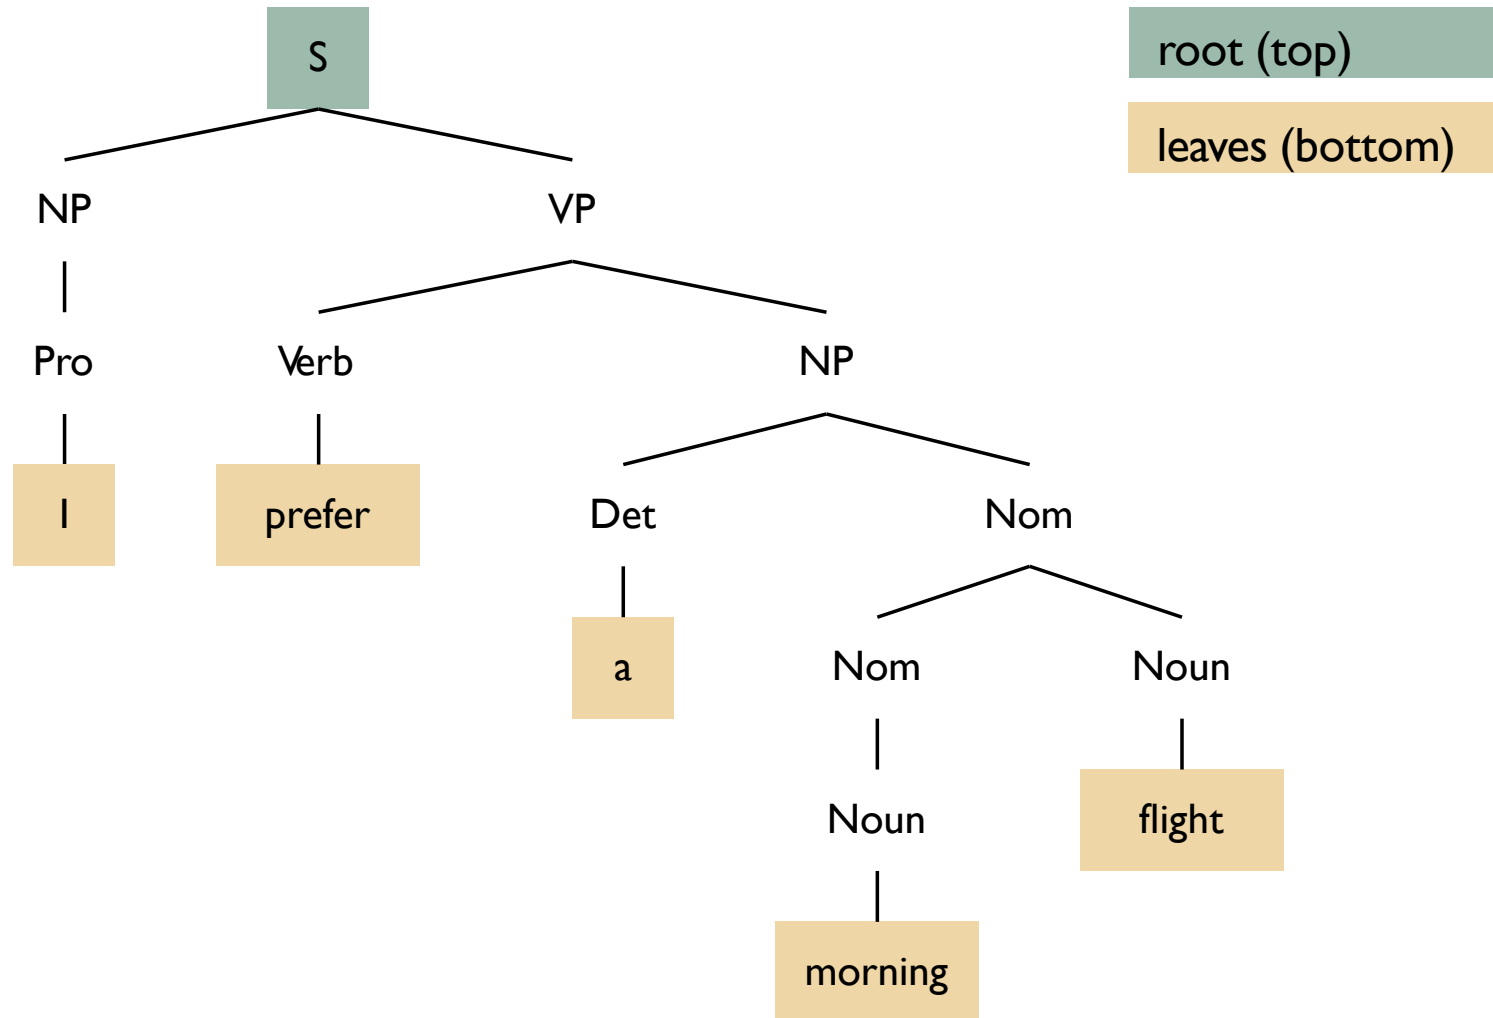 S
root (top)
leaves (bottom)
NP VP
Pro Verb NP
I prefer Det Nom
a Nom Noun
Noun flight
morning